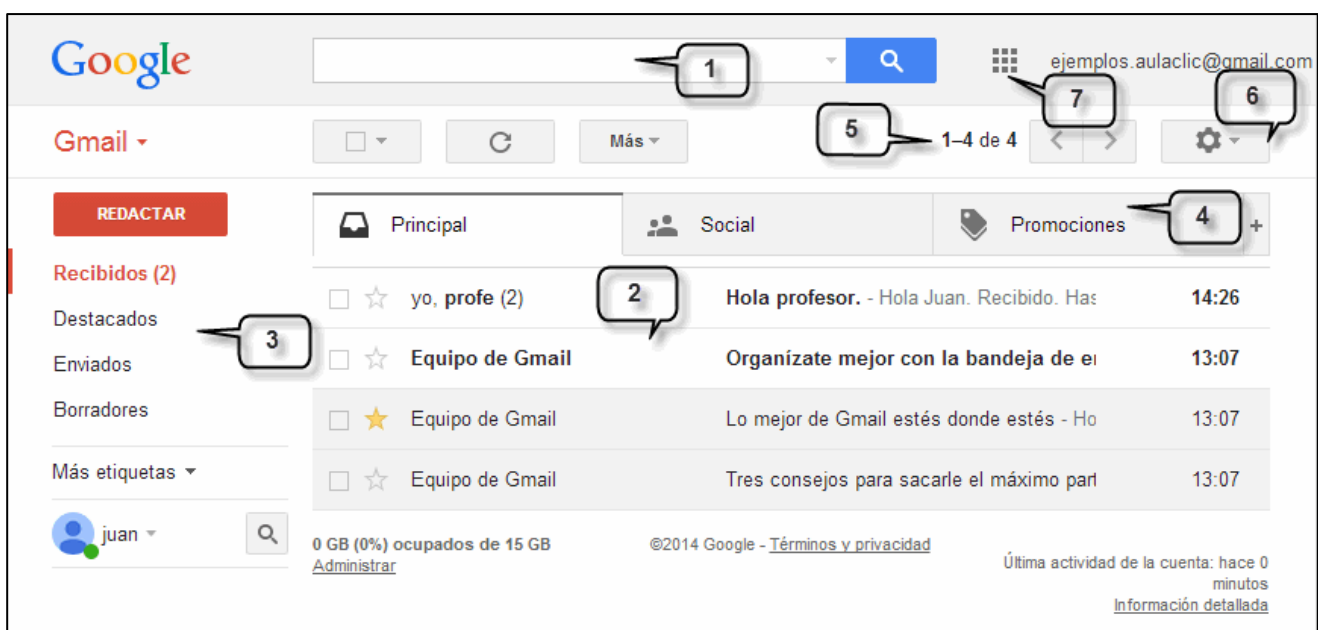 Google
1
ejemplos.aulaclic@gmail.com
7
6
Gmail
Más
5
1–4 de 4
REDACTAR
Principal
Social
Promociones
4
+
Recibidos (2)
yo, profe (2)
2
Hola profesor. - Hola Juan. Recibido. Has
14:26
Destacados
3
Enviados
Equipo de Gmail
Organízate mejor con la bandeja de
13:07
Borradores
Equipo de Gmail
Lo mejor de Gmail estés donde estés - Ho
13:07
Más etiquetas
Equipo de Gmail
Tres consejos para sacarle el máximo part
13:07
juan
0 GB (0%) ocupados de 15 GB
Administrar
©2014 Google - Términos y privacidad
Última actividad de la cuenta: hace 0
minutos
Información detallada